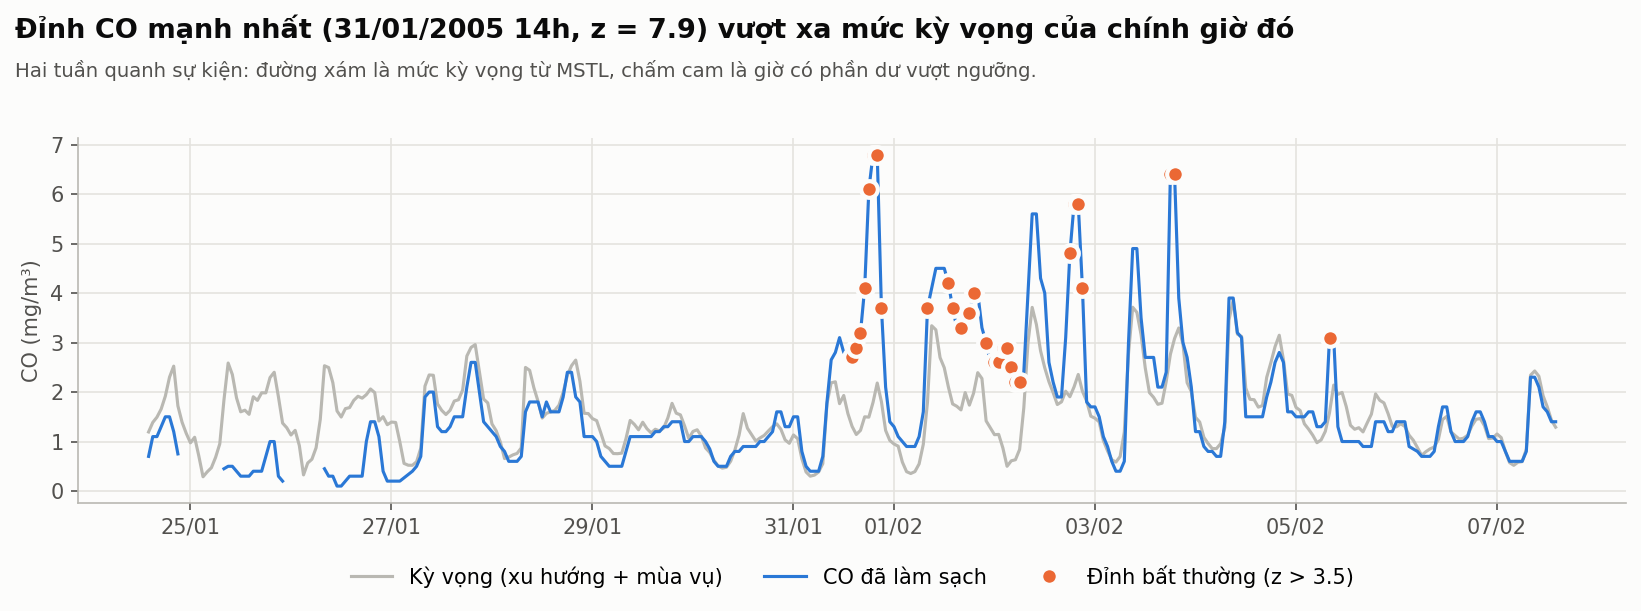 Đỉnh CO mạnh nhất (31/01/2005 14h, z = 7.9) vượt xa mức kỳ vọng của chính giờ đó
Hai tuần quanh sự kiện: đường xám là mức kỳ vọng từ MSTL, chấm cam là giờ có phần dư vượt ngưỡng.
CO (mg/m³)
7
6
5
4
3
2
1
0
25/01 27/01 29/01 31/01 01/02 03/02 05/02 07/02
Kỳ vọng (xu hướng + mùa vụ) CO đã làm sạch Đỉnh bất thường (z > 3.5)